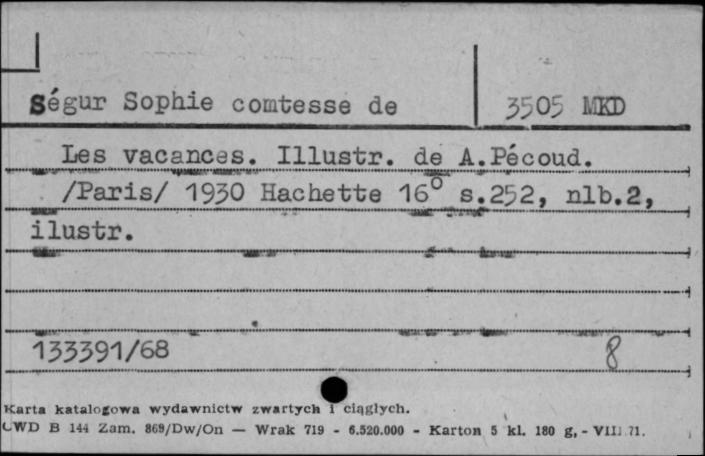 Ségur Sophie comtesse de 3505 MKD
Les vacances. Illustr. de A.Pécoud.
/Paris/ 1930 Hachette 16° s.252, nlb.2,
ilustr.
133391/68 8
Karta katalogowa wydawnictw zwartych i ciągłych.
CWD B 144 Zam. 869/Dw/On — Wrak 719 - 6.520.000 - Karton 5 kl. 180 g, - VIII.71.